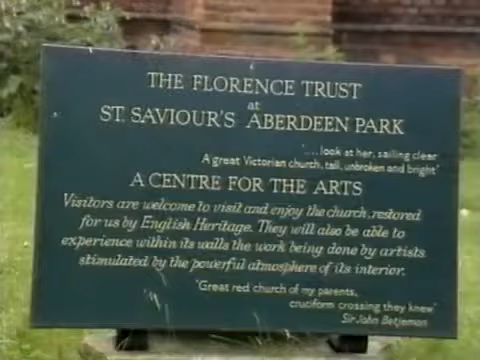 THE FLORENCE TRUST
at
ST. SAVIOUR'S ABERDEEN PARK
"....look at her, sailing clear
A great Victorian church, tall, unbroken and bright"
A CENTRE FOR THE ARTS
Visitors are welcome to visit and enjoy the church, restored
for us by English Heritage. They will also be able to
experience within its walls the work being done by artists
stimulated by the powerful atmosphere of its interior.
"Great red church of my parents,
cruciform crossing they knew"
Sir John Betjeman